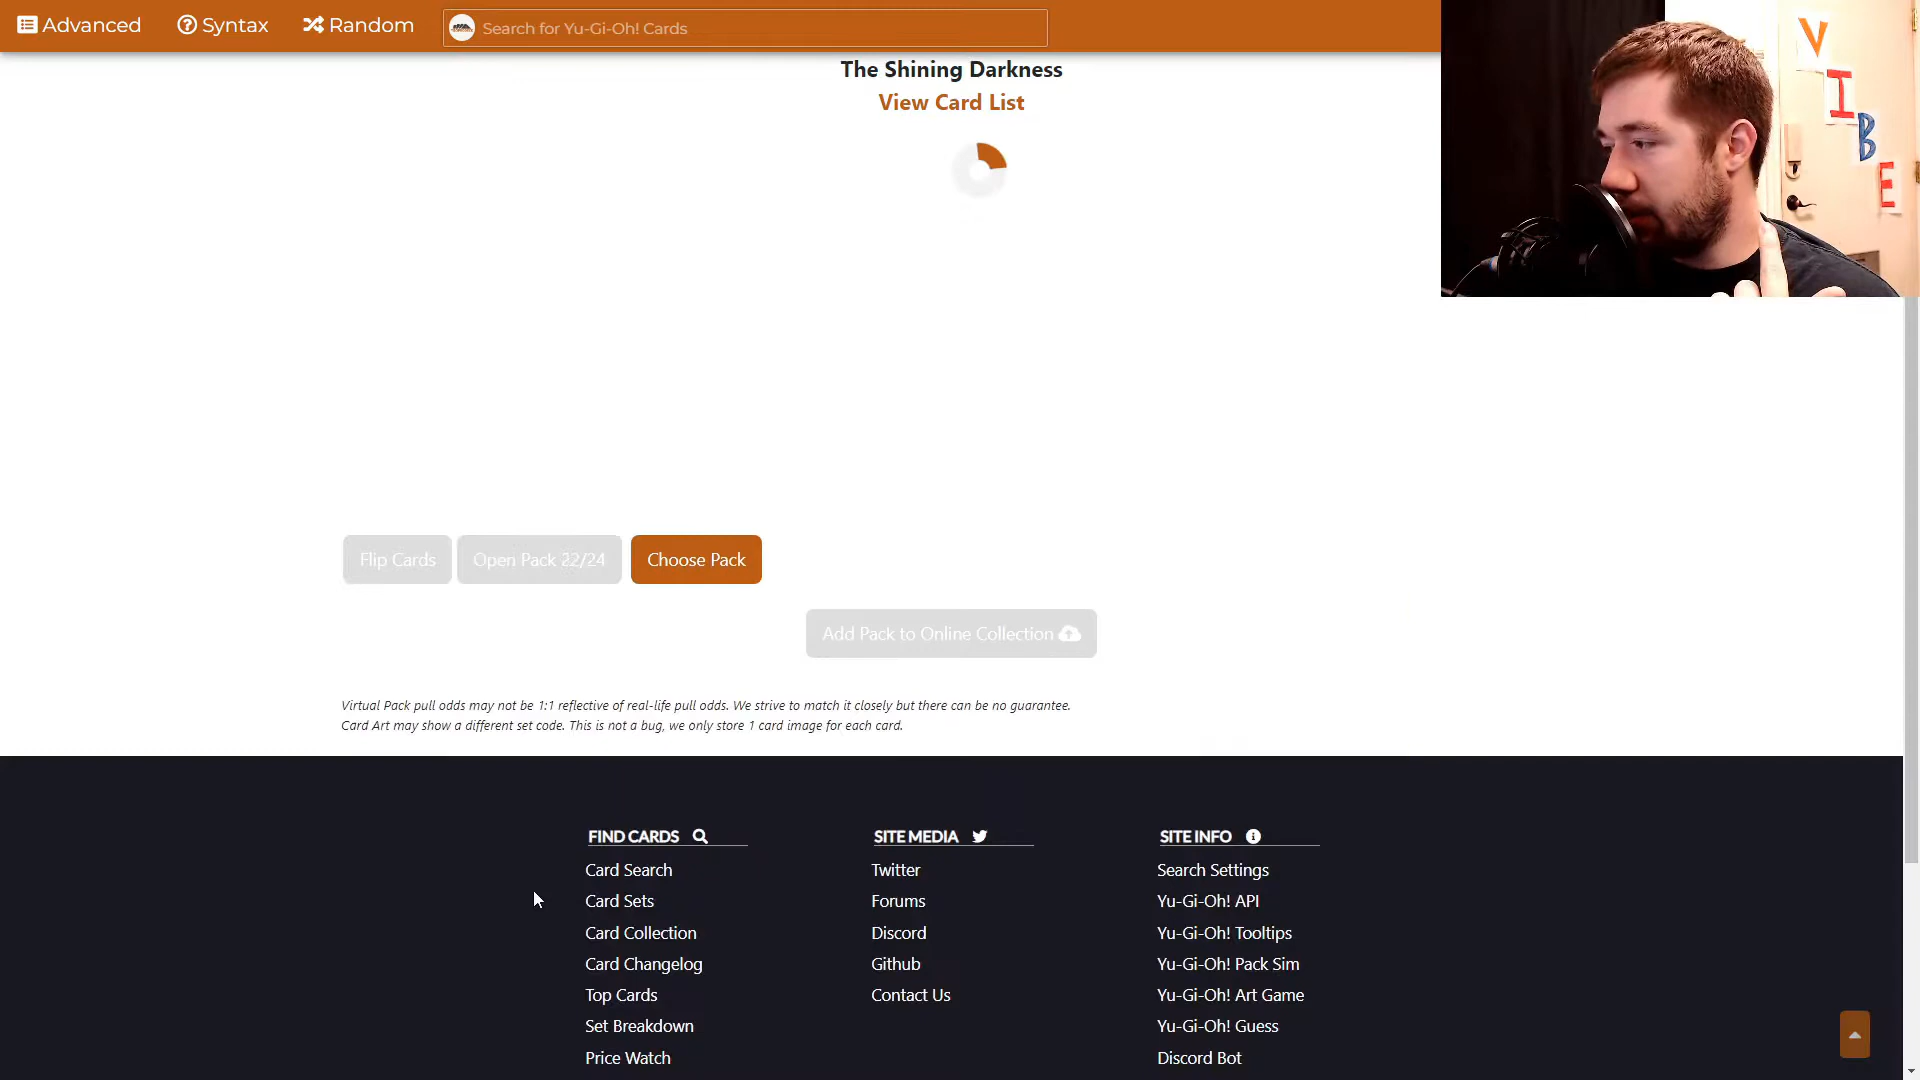 Advanced Syntax Random Search for Yu-Gi-Oh! Cards
The Shining Darkness
View Card List
Flip Cards Open Pack 22/24 Choose Pack
Add Pack to Online Collection
Virtual Pack pull odds may not be 1:1 reflective of real-life pull odds. We strive to match it closely but there can be no guarantee.
Card Art may show a different set code. This is not a bug, we only store 1 card image for each card.
FIND CARDS
Card Search
Card Sets
Card Collection
Card Changelog
Top Cards
Set Breakdown
Price Watch
SITE MEDIA
Twitter
Forums
Discord
Github
Contact Us
SITE INFO
Search Settings
Yu-Gi-Oh! API
Yu-Gi-Oh! Tooltips
Yu-Gi-Oh! Pack Sim
Yu-Gi-Oh! Art Game
Yu-Gi-Oh! Guess
Discord Bot
V
I
B
E